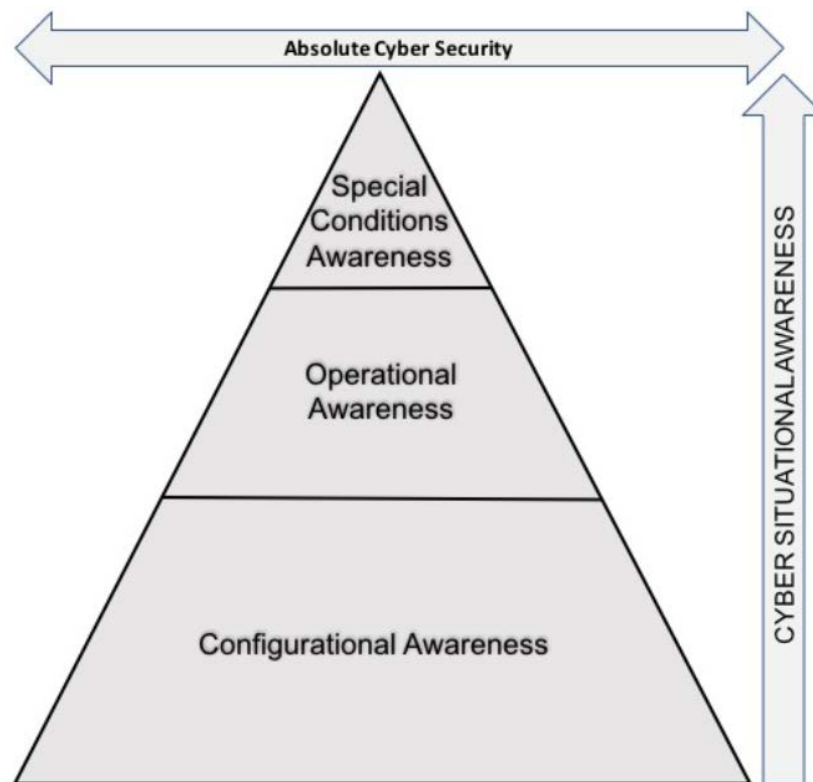 Absolute Cyber Security
Special
Conditions
Awareness
Operational
Awareness
Configurational Awareness
CYBER SITUATIONAL AWARENESS